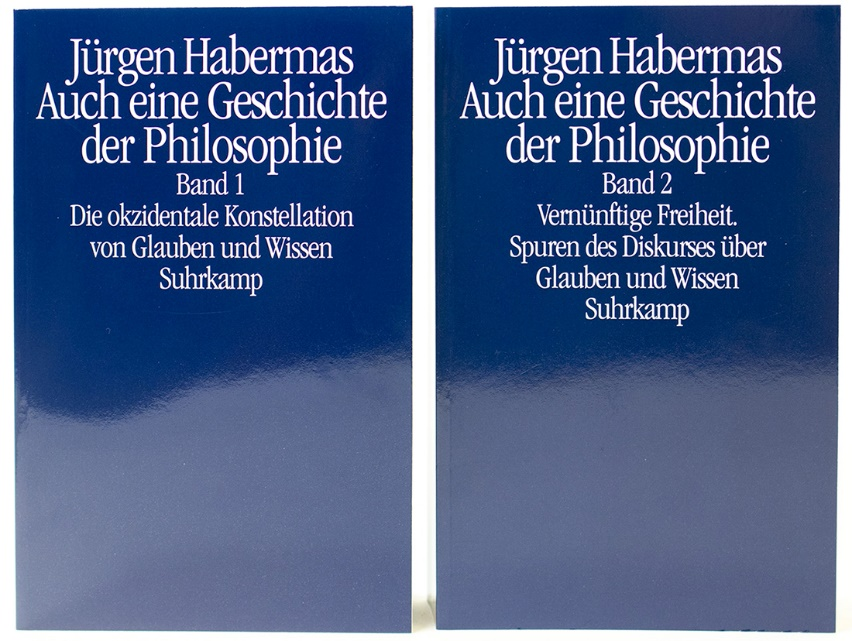 Jürgen Habermas
Auch eine Geschichte
der Philosophie
Band 1
Die okzidentale Konstellation
von Glauben und Wissen
Suhrkamp
Jürgen Habermas
Auch eine Geschichte
der Philosophie
Band 2
Vernünftige Freiheit.
Spuren des Diskurses über
Glauben und Wissen
Suhrkamp